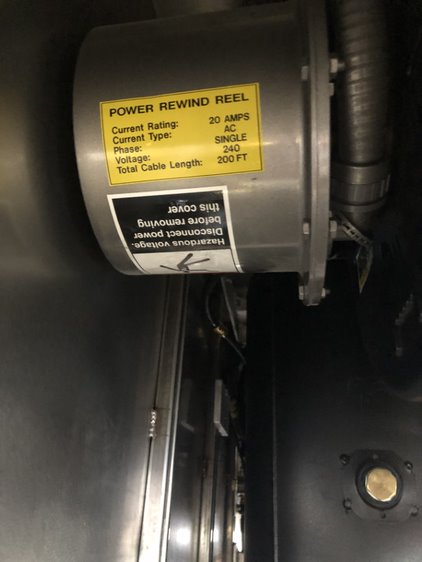 POWER REWIND REEL
Current Rating: 20 AMPS
Current Type: AC
Phase: SINGLE
Voltage: 240
Total Cable Length: 200 FT
Hazardous voltage.
Disconnect power
before removing
this cover